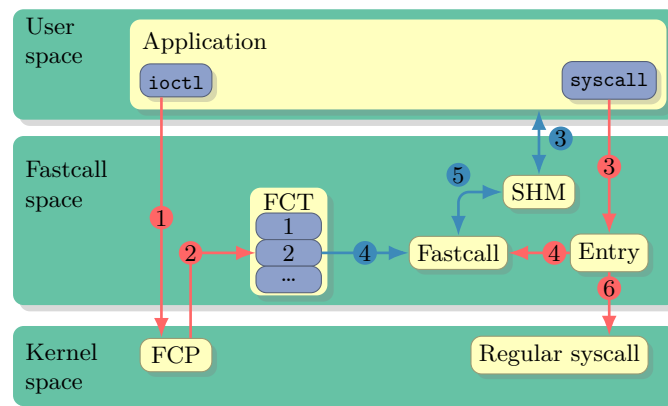 User
space
Application
ioctl
syscall
3
Fastcall
space
1
2
FCT
1
2
...
4
5
SHM
3
Fastcall
4
Entry
6
Kernel
space
FCP
Regular syscall